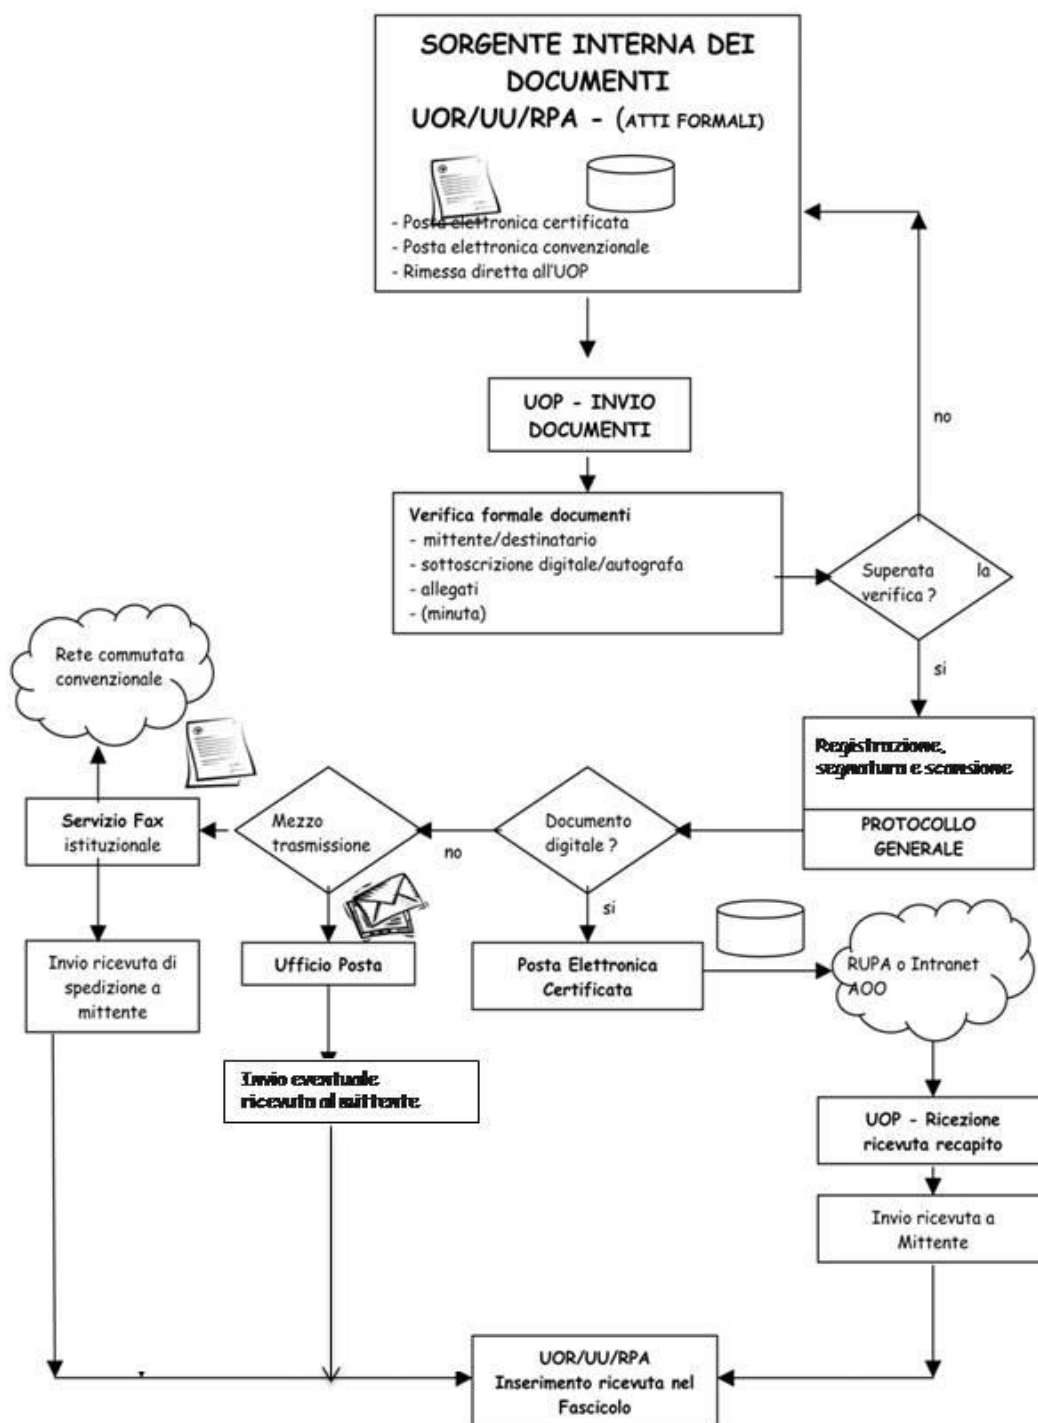 SORGENTE INTERNA DEI
DOCUMENTI
UOR/UU/RPA - (ATTI FORMALI)
- Posta elettronica certificata
- Posta elettronica convenzionale
- Rimessa diretta all'UOP
UOP - INVIO
DOCUMENTI
no
Verifica formale documenti
- mittente/destinatario
- sottoscrizione digitale/autografa
- allegati
- (minuta)
Superata la
verifica ?
si
Rete commutata
convenzionale
Registrazione,
segnatura e scansione
PROTOCOLLO
GENERALE
Documento
digitale ?
no
si
Mezzo
trasmissione
Servizio Fax
istituzionale
Invio ricevuta di
spedizione a
mittente
Ufficio Posta
Posta Elettronica
Certificata
RUPA o Intranet
AOO
Invio eventuale
ricevuta al mittente
UOP - Ricezione
ricevuta recapito
Invio ricevuta a
Mittente
UOR/UU/RPA
Inserimento ricevuta nel
Fascicolo